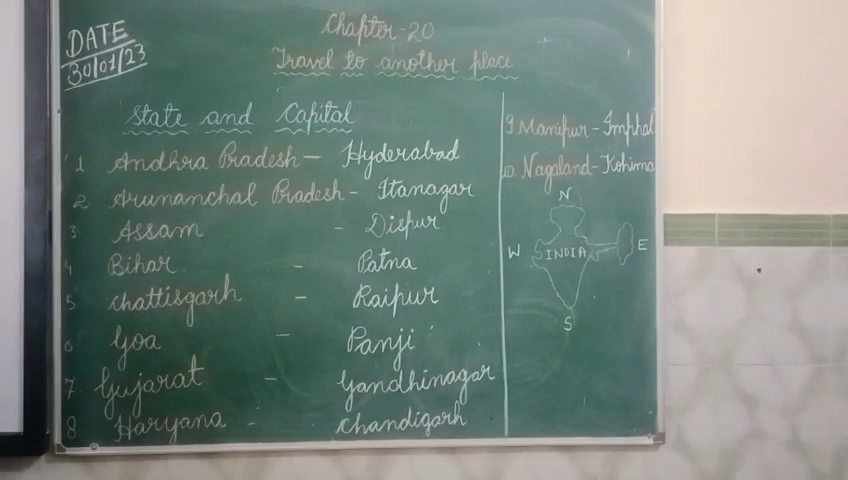 DATE
30/01/23
Chapter-20
Travel to another place
State and Capital
1 Andhra Pradesh - Hyderabad
2 Arunanchal Pradesh - Itanagar
3 Assam - Dispur
4 Bihar - Patna
5 Chattisgarh - Raipur
6 Goa - Panji
7. Gujarat - Gandhinagar
8 Haryana - Chandigarh
9 Manipur - Imphal
10. Nagaland - Kohima
N
W INDIA E
S